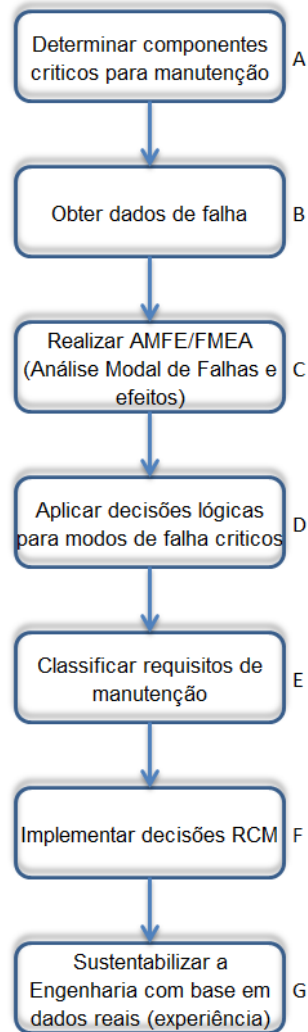 Determinar componentes
criticos para manutenção
A
Obter dados de falha
B
Realizar AMFE/FMEA
(Análise Modal de Falhas e
efeitos)
C
Aplicar decisões lógicas
para modos de falha criticos
D
Classificar requisitos de
manutenção
E
Implementar decisões RCM
F
Sustentabilizar a
Engenharia com base em
dados reais (experiência)
G